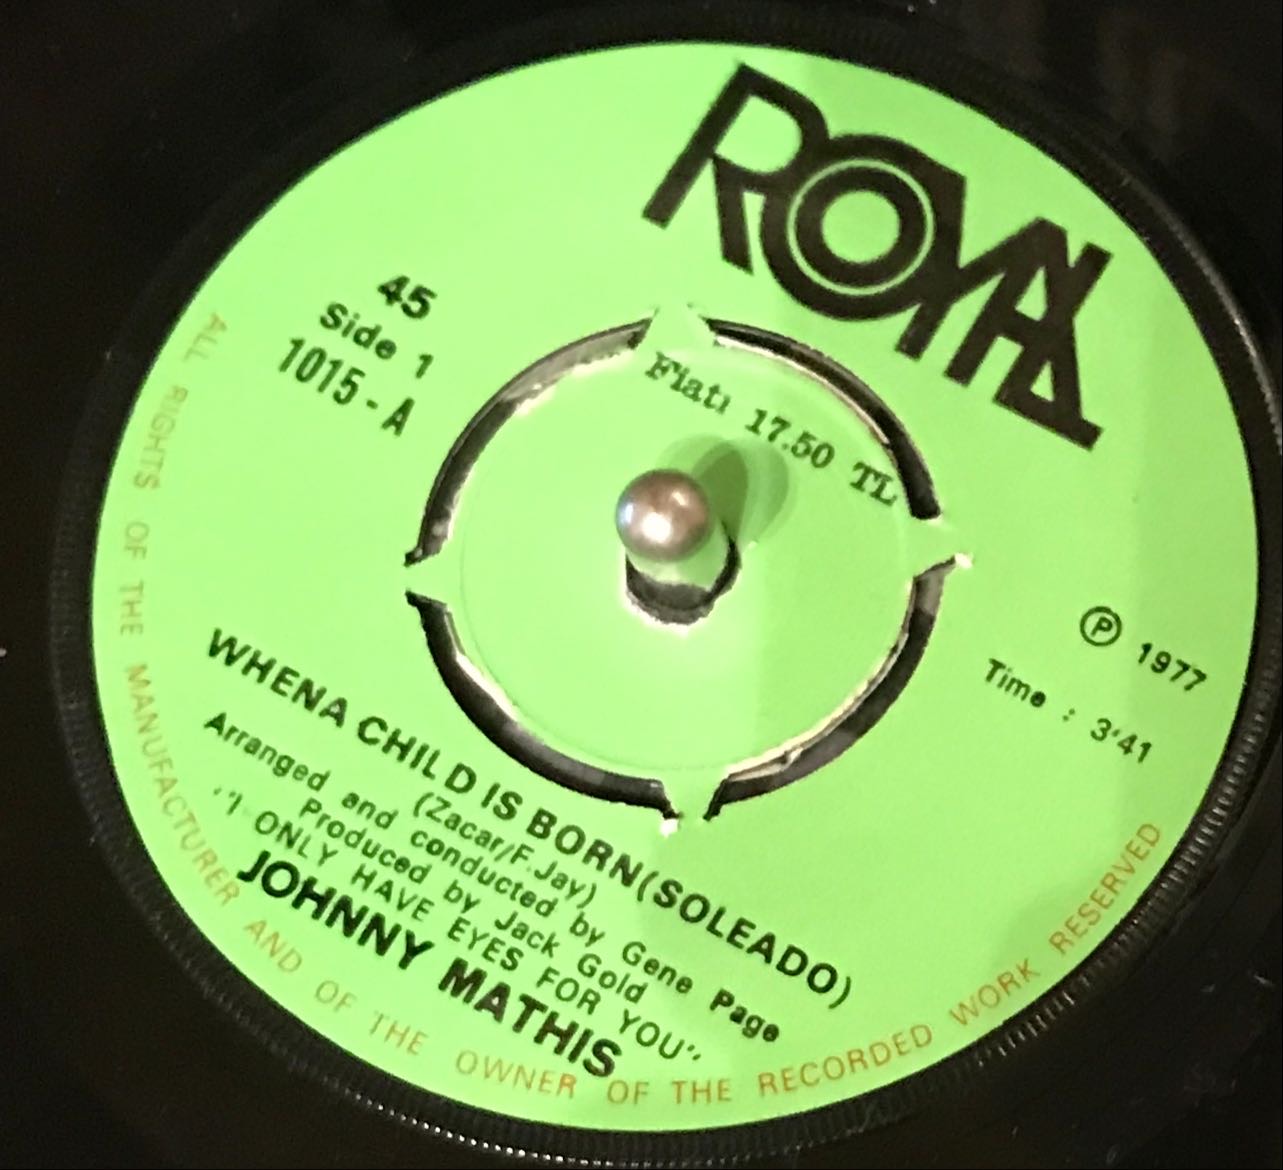 ROYAL
45
Side 1
1015-A
Fiatı 17.50 TL
℗ 1977
Time : 3'41
WHENA CHILD IS BORN(SOLEADO)
(Zacar/F.Jay)
Arranged and conducted by Gene Page
Produced by Jack Gold
"I ONLY HAVE EYES FOR YOU"
JOHNNY MATHIS
ALL RIGHTS OF THE MANUFACTURER AND OF THE OWNER OF THE RECORDED WORK RESERVED